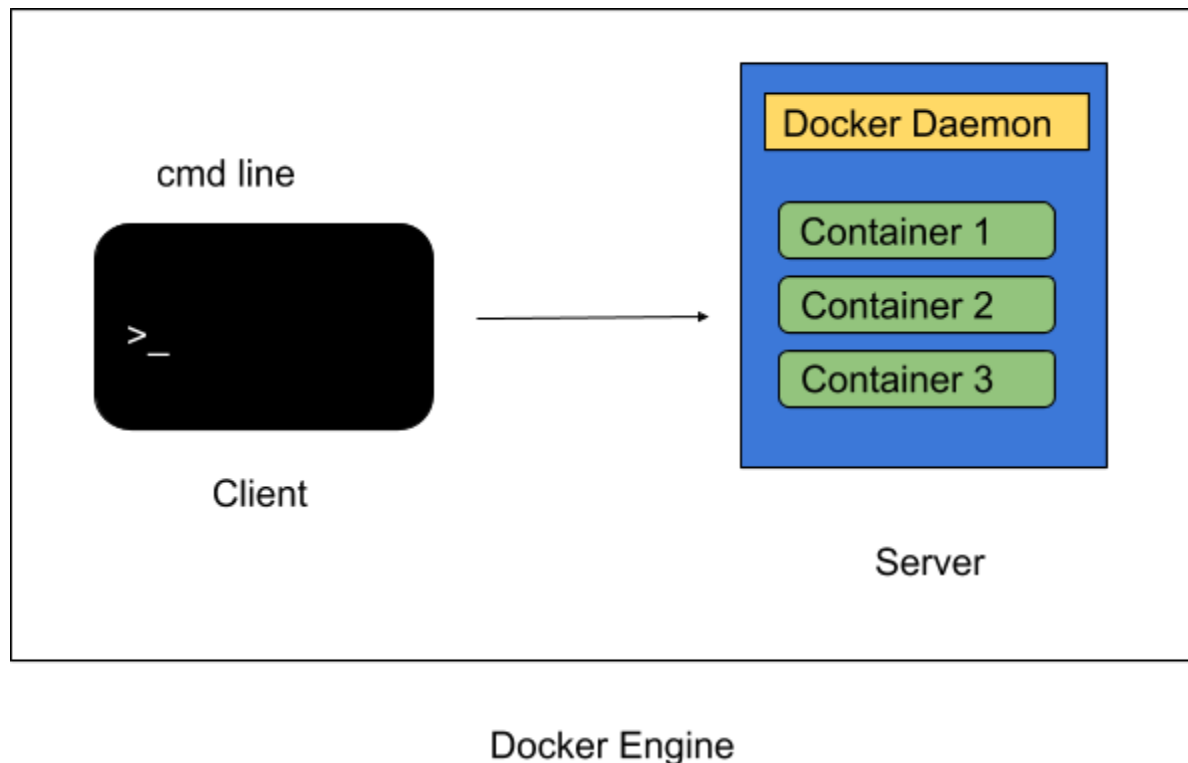 cmd line
>_
Client
Docker Daemon
Container 1
Container 2
Container 3
Server
Docker Engine